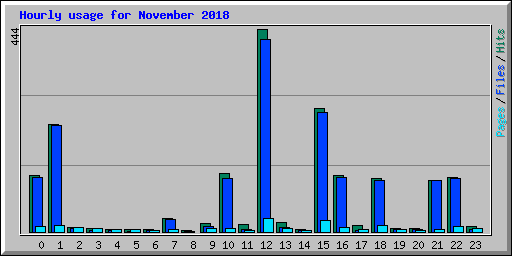 Hourly usage for November 2018
444
Pages/Files/Hits
0 1 2 3 4 5 6 7 8 9 10 11 12 13 14 15 16 17 18 19 20 21 22 23